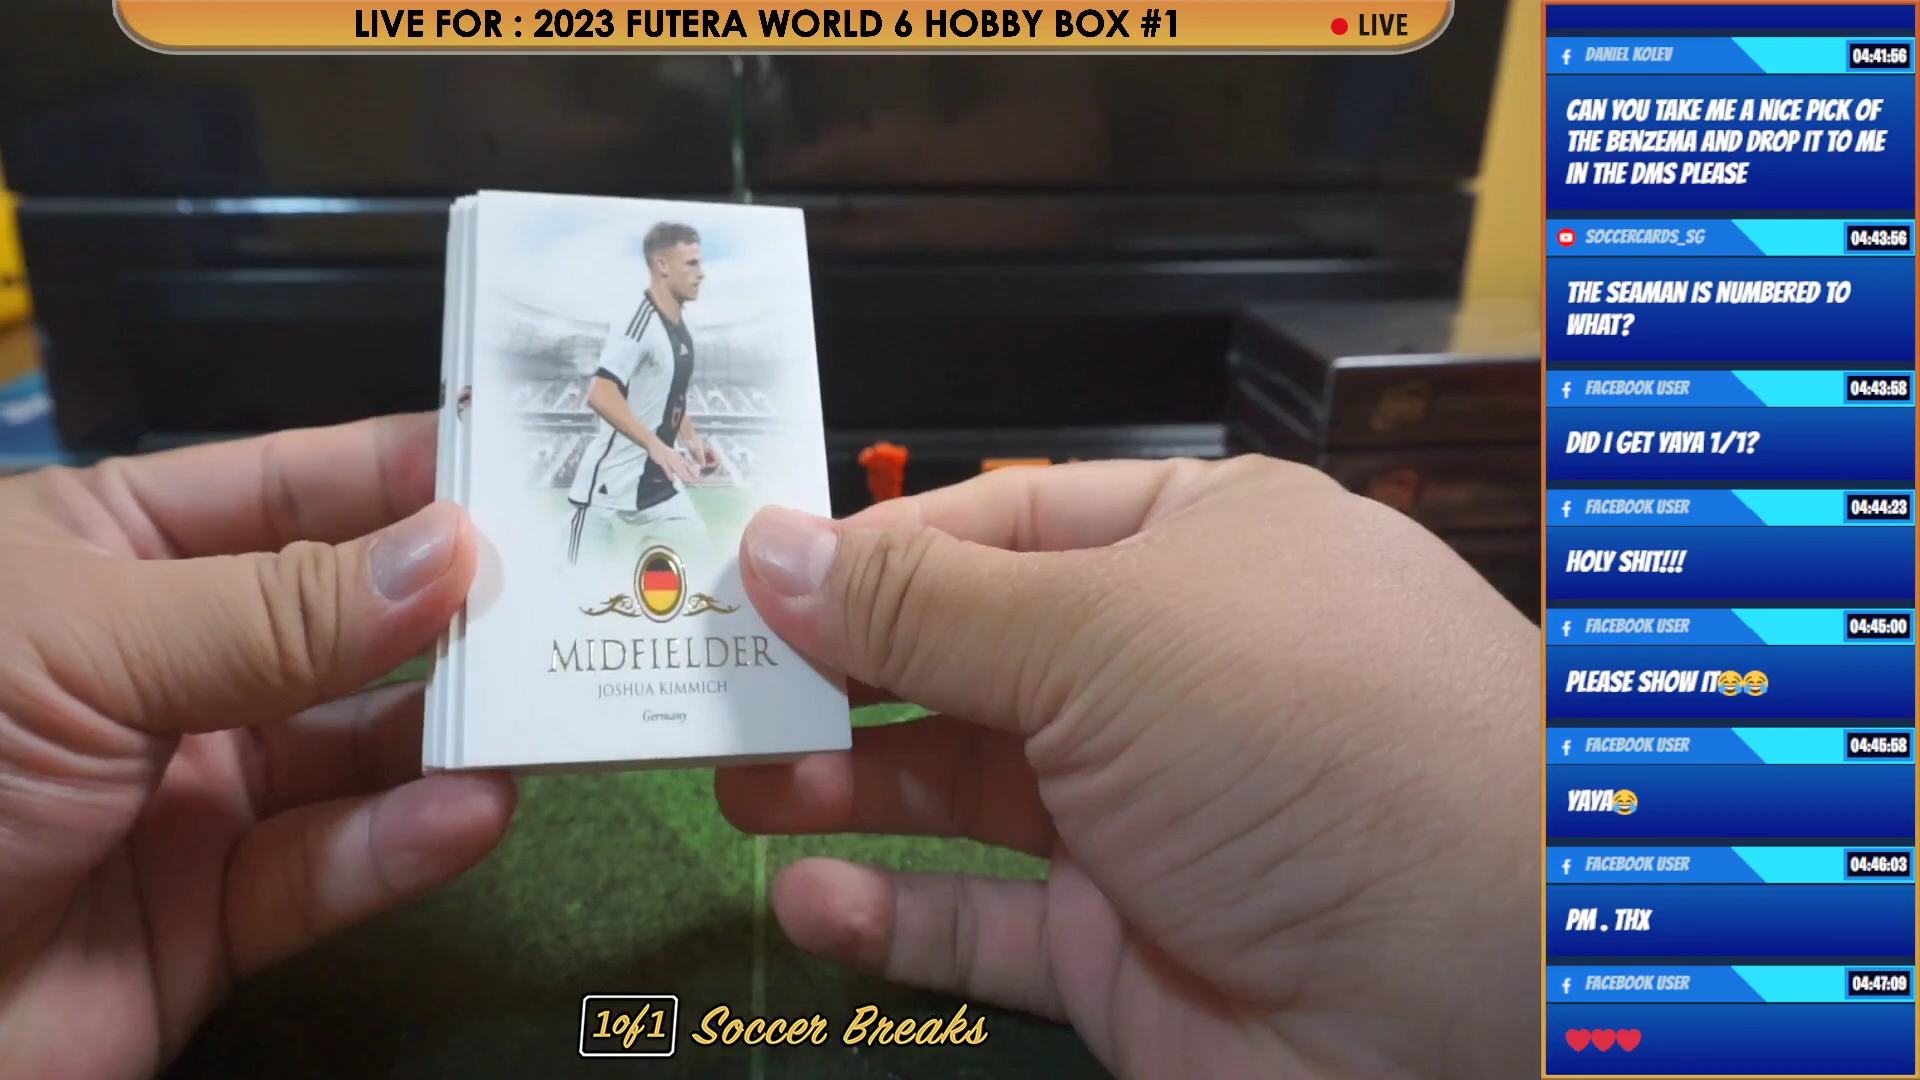 LIVE FOR : 2023 FUTERA WORLD 6 HOBBY BOX #1
LIVE
MIDFIELDER
JOSHUA KIMMICH
Germany
1of1 Soccer Breaks
DANIEL KOLEV
04:41:56
CAN YOU TAKE ME A NICE PICK OF
THE BENZEMA AND DROP IT TO ME
IN THE DMS PLEASE
SOCCERCARDS_SG
04:43:56
THE SEAMAN IS NUMBERED TO
WHAT?
FACEBOOK USER
04:43:58
DID I GET YAYA 1/1?
FACEBOOK USER
04:44:23
HOLY SHIT!!!
FACEBOOK USER
04:45:00
PLEASE SHOW IT😂😂
FACEBOOK USER
04:45:58
YAYA😂
FACEBOOK USER
04:46:03
PM . THX
FACEBOOK USER
04:47:09
❤❤❤